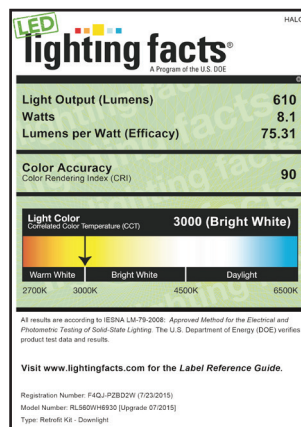 LED
HALO
lighting facts®
A Program of the U.S. DOE
Light Output (Lumens) 610
Watts 8.1
Lumens per Watt (Efficacy) 75.31
Color Accuracy 90
Color Rendering Index (CRI)
Light Color 3000 (Bright White)
Correlated Color Temperature (CCT)
Warm White Bright White Daylight
2700K 3000K 4500K 6500K
All results are according to IESNA LM-79-2008: Approved Method for the Electrical and
Photometric Testing of Solid-State Lighting. The U.S. Department of Energy (DOE) verifies
product test data and results.
Visit www.lightingfacts.com for the Label Reference Guide.
Registration Number: F4QJ-PZBD2W (7/23/2015)
Model Number: RL560WH6930 [Upgrade 07/2015]
Type: Retrofit Kit - Downlight